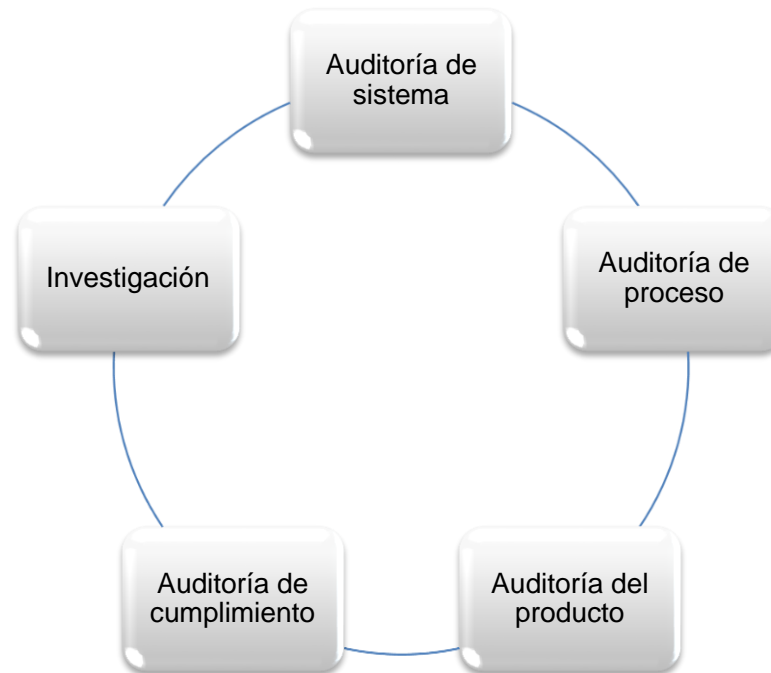 Auditoría de
sistema
Auditoría de
proceso
Auditoría del
producto
Auditoría de
cumplimiento
Investigación